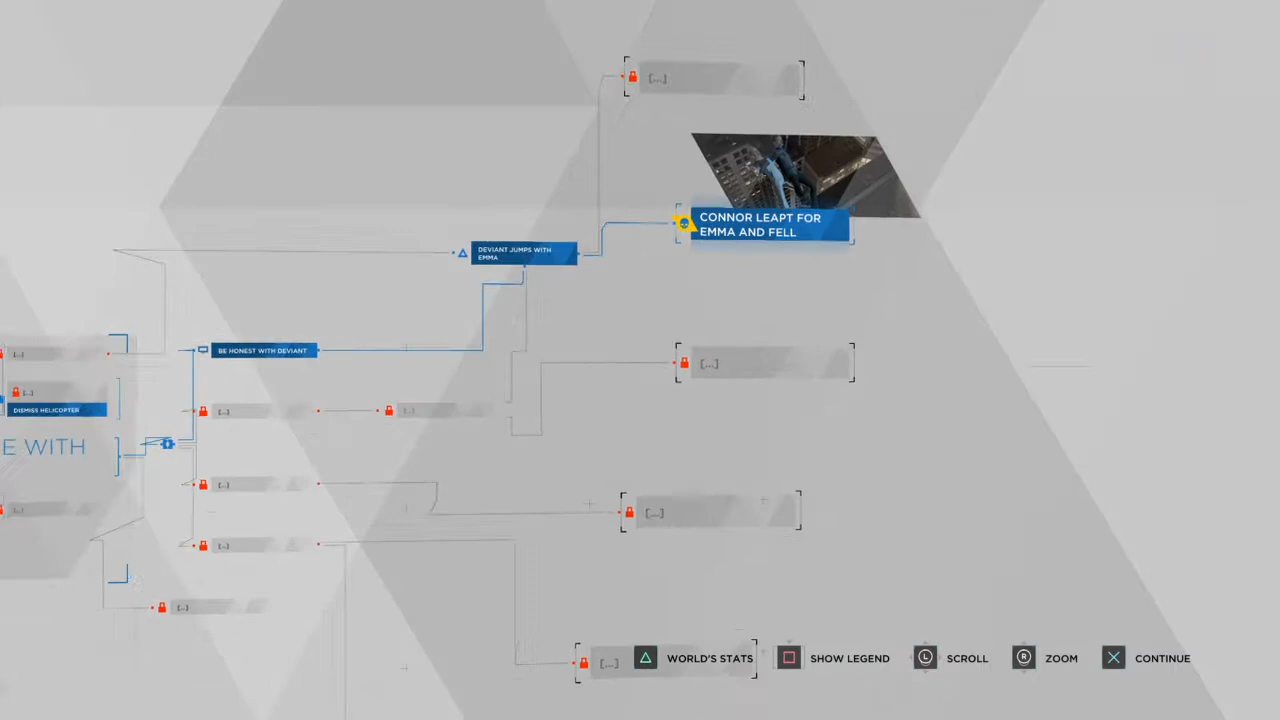 [...]
CONNOR LEAPT FOR
EMMA AND FELL
DEVIANT JUMPS WITH
EMMA
BE HONEST WITH DEVIANT
[...]
[...]
[...]
DISMISS HELICOPTER
[...]
[...]
E WITH
[...]
[...]
[...]
[...]
[...]
[...]
WORLD'S STATS
SHOW LEGEND
L
SCROLL
R
ZOOM
CONTINUE